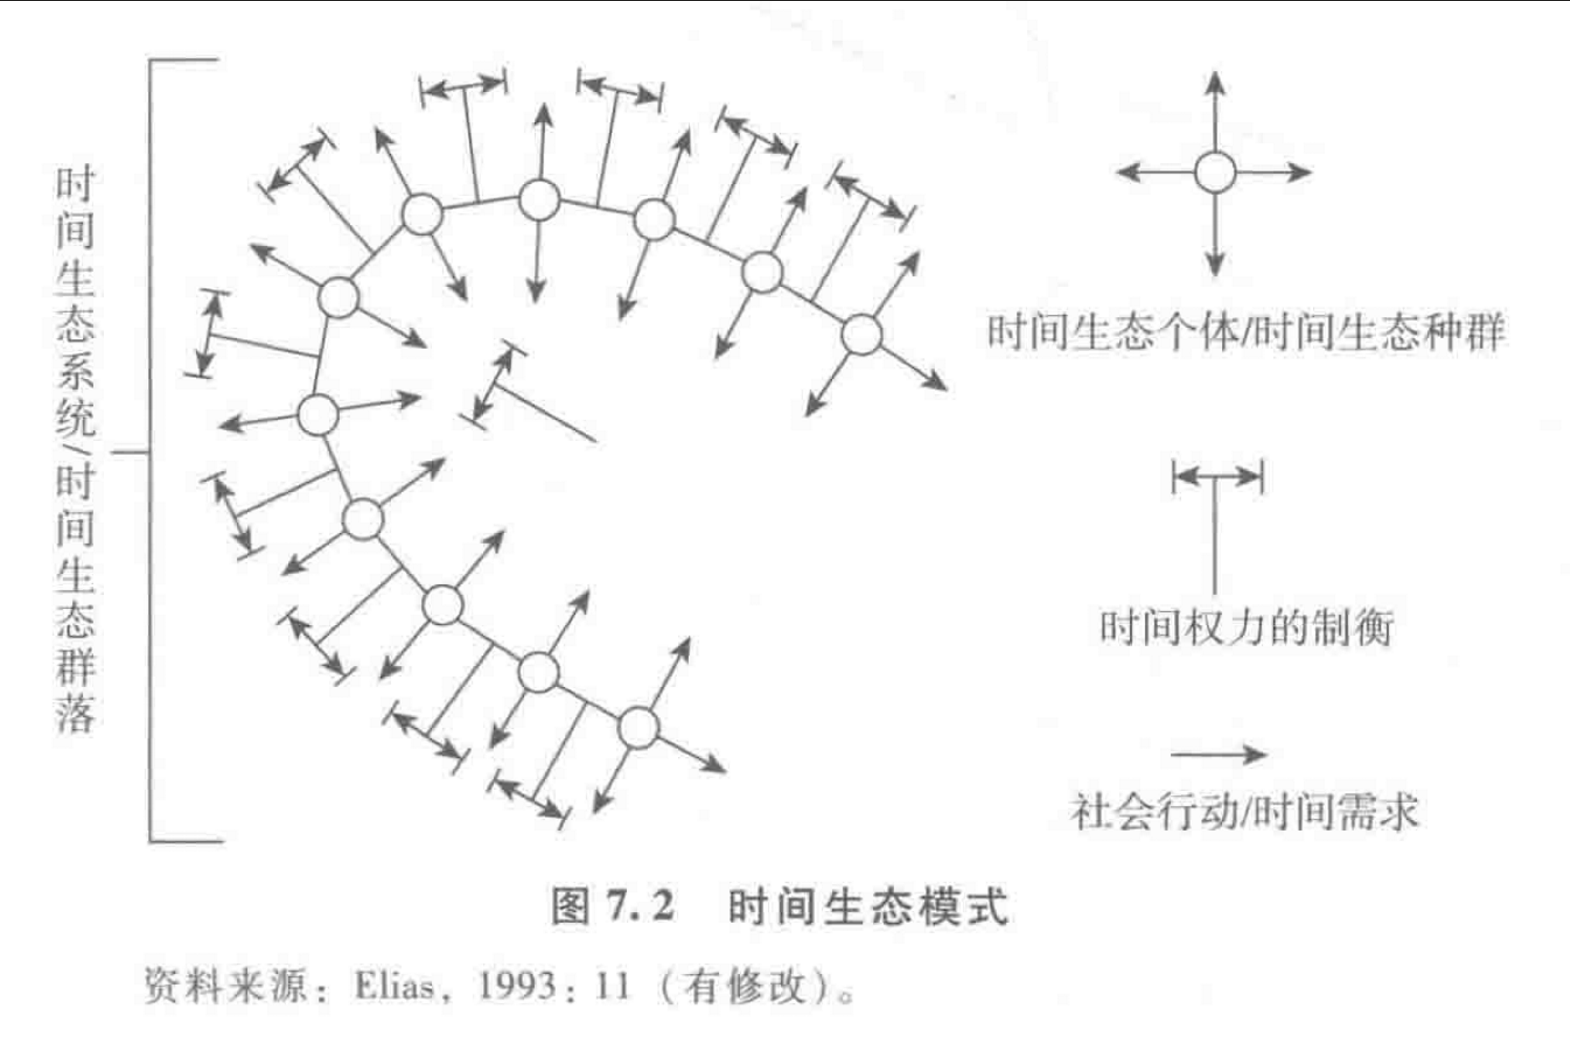 时间生态系统/时间生态群落
时间生态个体/时间生态种群
时间权力的制衡
社会行动/时间需求
图 7.2 时间生态模式
资料来源：Elias，1993：11（有修改）。